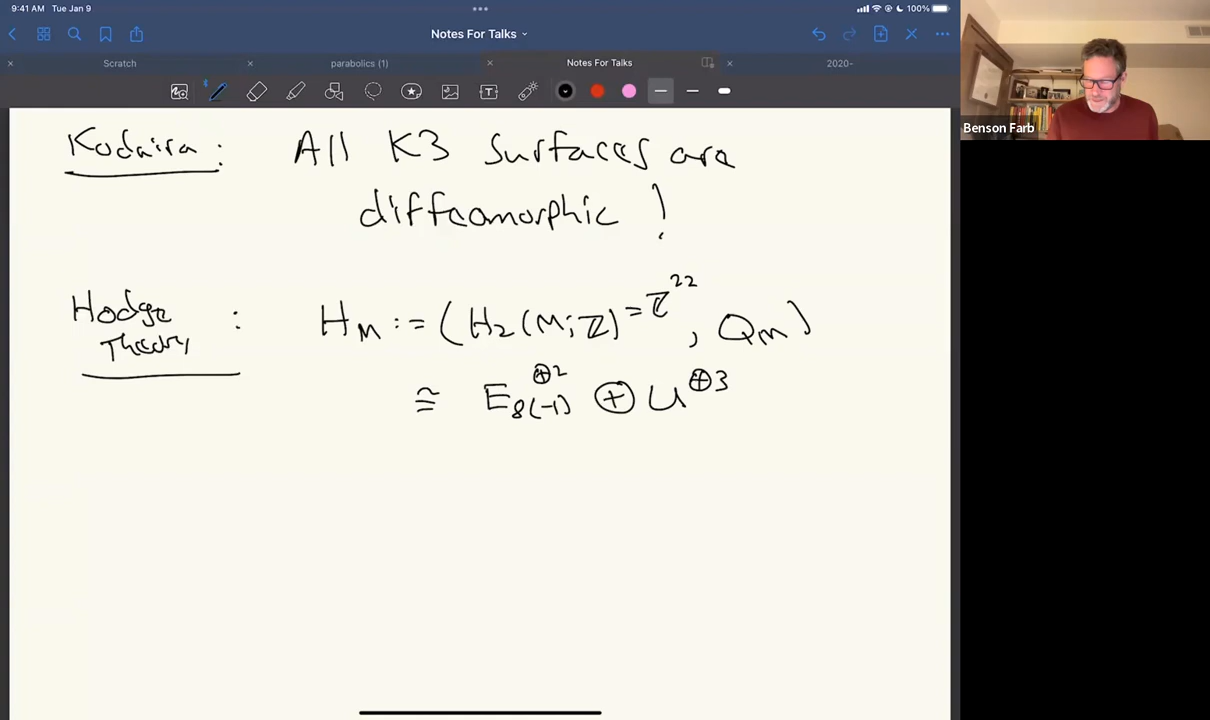 9:41 AM Tue Jan 9
100%
Notes For Talks
Scratch
parabolics (1)
Notes For Talks
2020-
Benson Farb
Kodaira : All K3 Surfaces are
diffeomorphic !
Hodge Theory : H_M := (H_2(M;ℤ) = ℤ^22, Q_M)
≅ E_8(-1)^⊕2 ⊕ U^⊕3